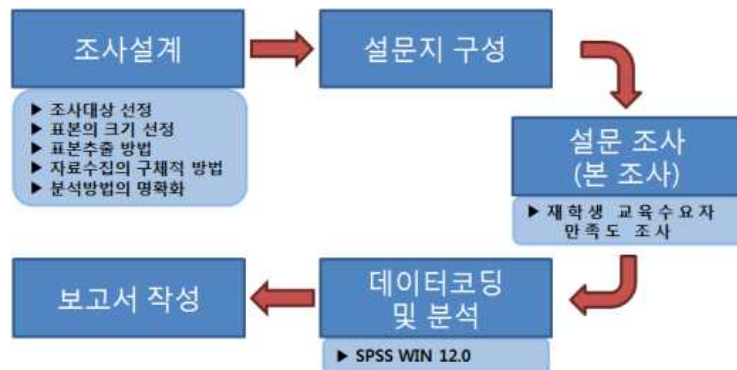 조사설계
▶ 조사대상 선정
▶ 표본의 크기 선정
▶ 표본추출 방법
▶ 자료수집의 구체적 방법
▶ 분석방법의 명확화
설문지 구성
설문 조사
(본 조사)
▶ 재학생 교육수요자
만족도 조사
데이터코딩
및 분석
▶ SPSS WIN 12.0
보고서 작성